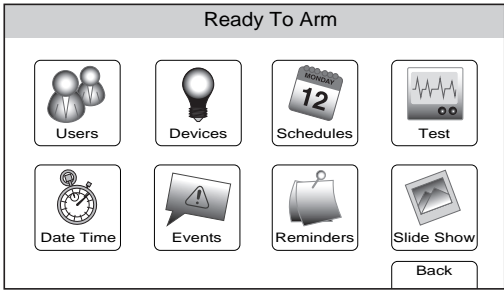 Ready To Arm
MONDAY
12
Users
Devices
Schedules
Test
Date Time
Events
Reminders
Slide Show
Back